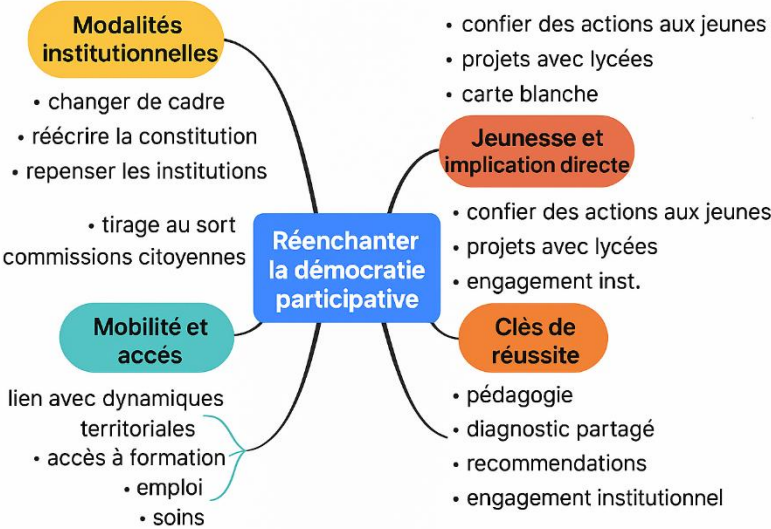 Modalités
institutionnelles
• changer de cadre
• réécrire la constitution
• repenser les institutions
• tirage au sort
commissions citoyennes
Réenchanter
la démocratie
participative
Mobilité et
accés
lien avec dynamiques
territoriales
• accès à formation
• emploi
• soins
• confier des actions aux jeunes
• projets avec lycées
• carte blanche
Jeunesse et
implication directe
• confier des actions aux jeunes
• projets avec lycées
• engagement inst.
Clès de
réussite
• pédagogie
• diagnostic partagé
• recommendations
• engagement institutionnel